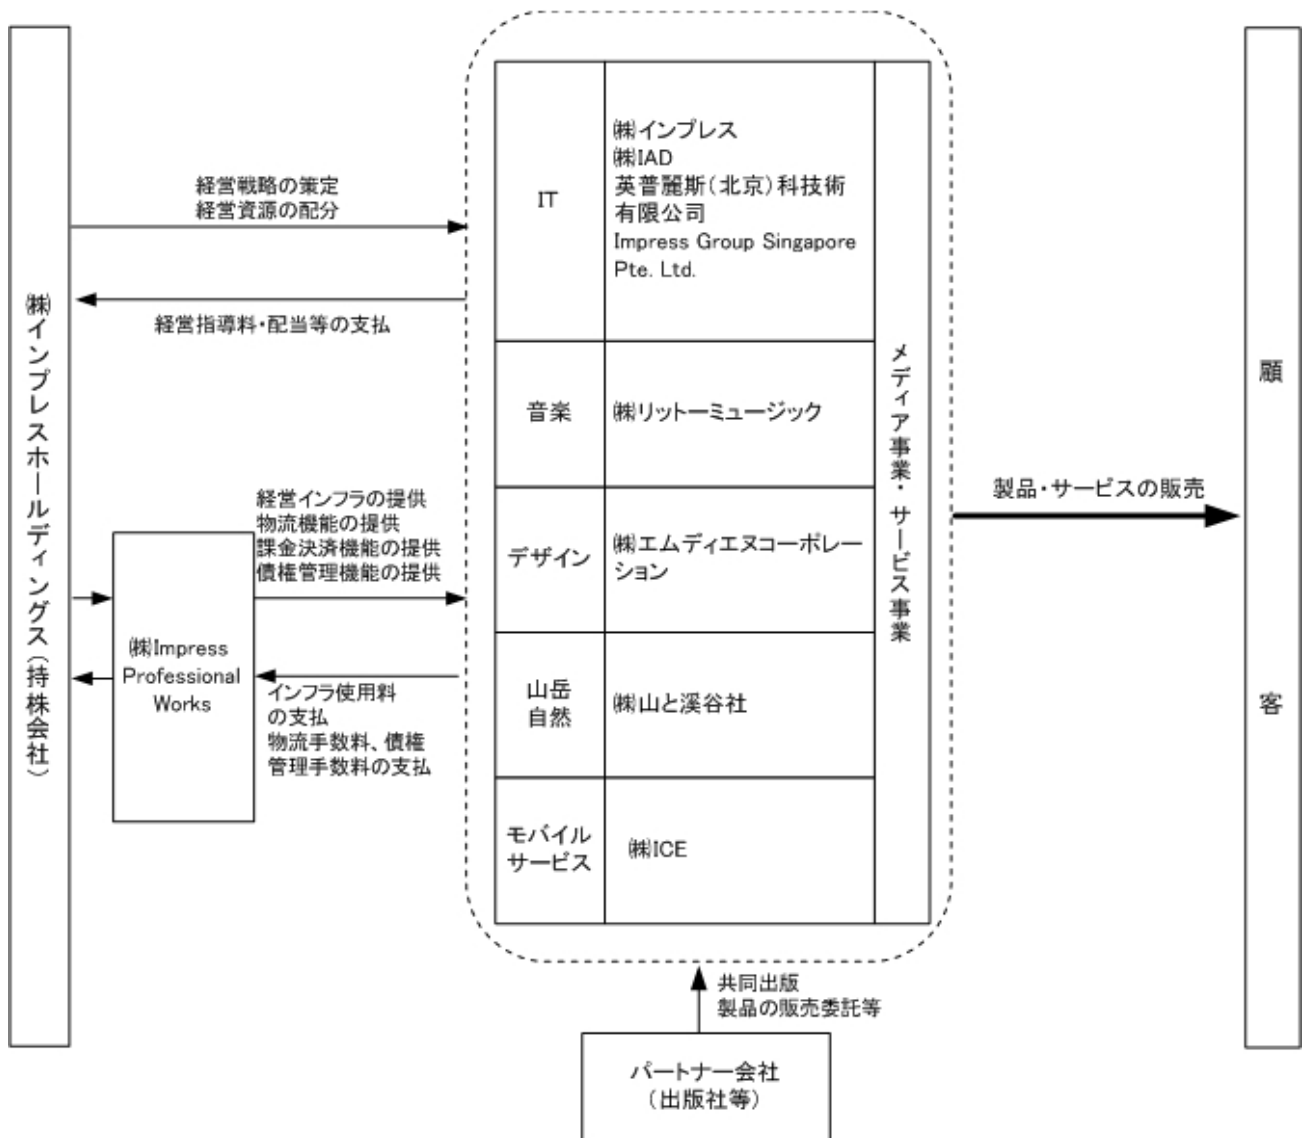 ㈱インプレスホールディングス（持株会社）
経営戦略の策定
経営資源の配分
経営指導料・配当等の支払
経営インフラの提供
物流機能の提供
課金決済機能の提供
債権管理機能の提供
㈱Impress
Professional
Works
インフラ使用料
の支払
物流手数料、債権
管理手数料の支払
IT
㈱インプレス
㈱IAD
英普麗斯（北京）科技術
有限公司
Impress Group Singapore
Pte. Ltd.
音楽
㈱リットーミュージック
デザイン
㈱エムディエヌコーポレー
ション
山岳
自然
㈱山と溪谷社
モバイル
サービス
㈱ICE
メディア事業・サービス事業
製品・サービスの販売
顧客
共同出版
製品の販売委託等
パートナー会社
（出版社等）